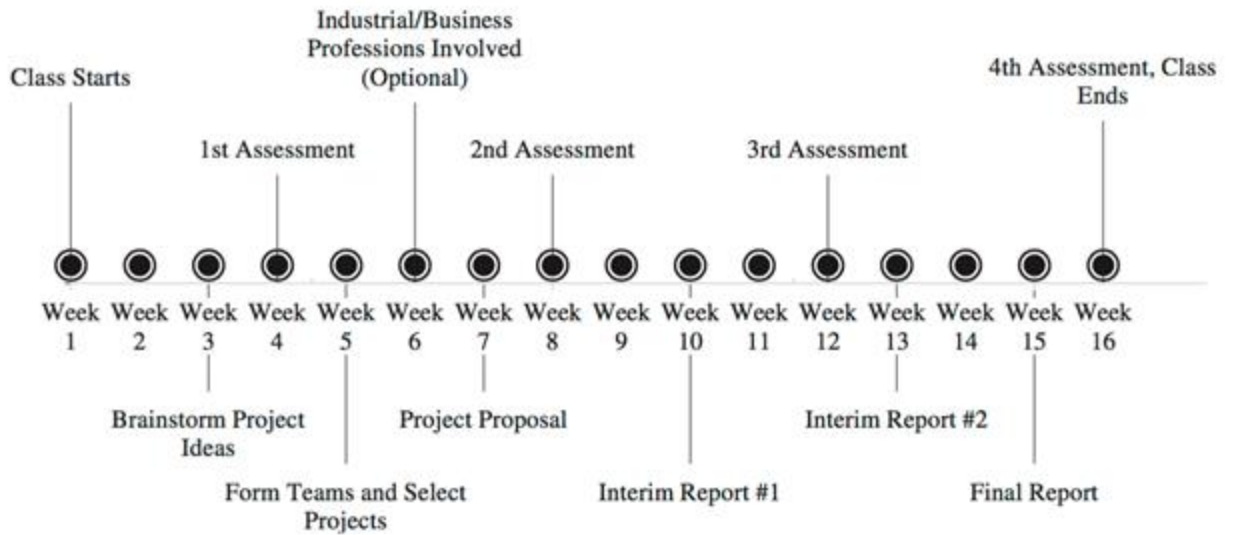 Industrial/Business
Professions Involved
(Optional)
Class Starts
4th Assessment, Class
Ends
1st Assessment
2nd Assessment
3rd Assessment
Week Week Week Week Week Week Week Week Week Week Week Week Week Week Week Week
1 2 3 4 5 6 7 8 9 10 11 12 13 14 15 16
Brainstorm Project
Ideas
Project Proposal
Interim Report #2
Form Teams and Select
Projects
Interim Report #1
Final Report